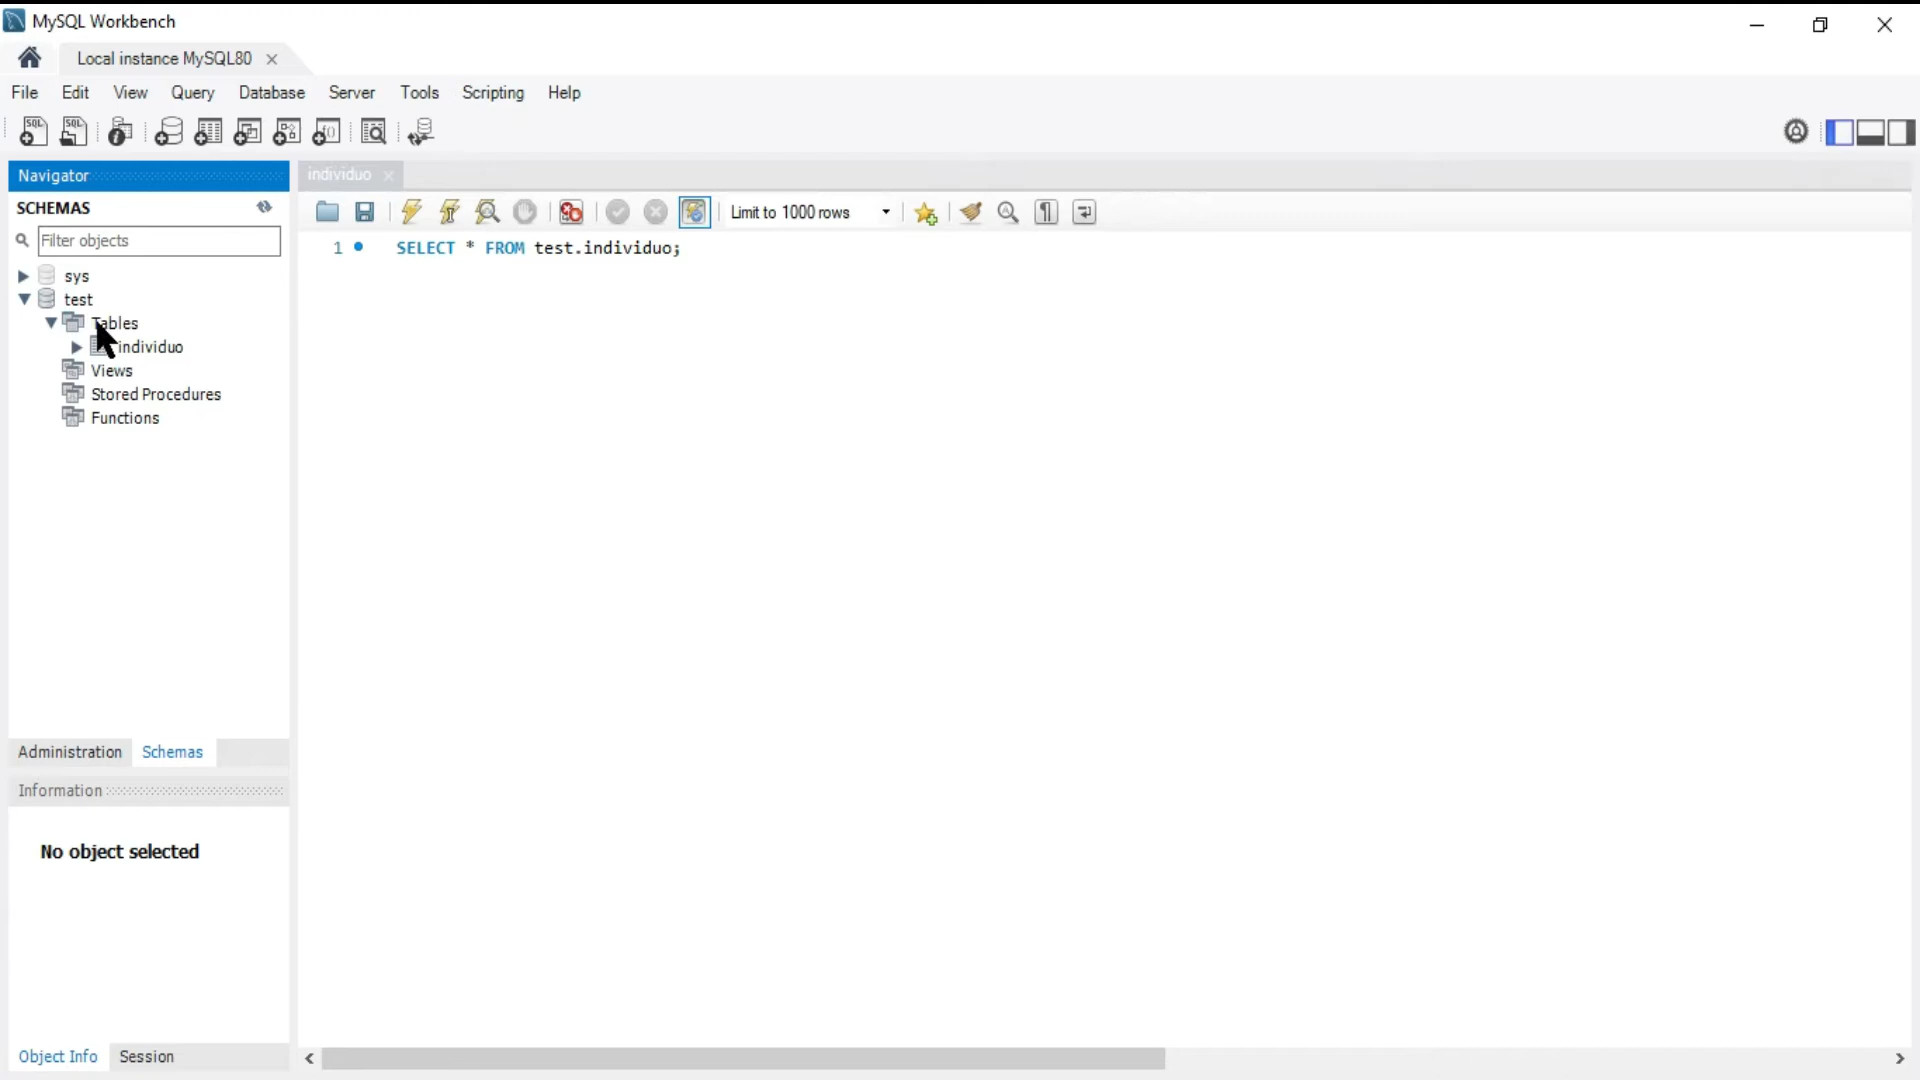 MySQL Workbench
Local instance MySQL80
File Edit View Query Database Server Tools Scripting Help
Navigator
SCHEMAS
Filter objects
sys
test
Tables
individuo
Views
Stored Procedures
Functions
Administration Schemas
Information
No object selected
Object Info Session
individuo
Limit to 1000 rows
1 SELECT * FROM test.individuo;